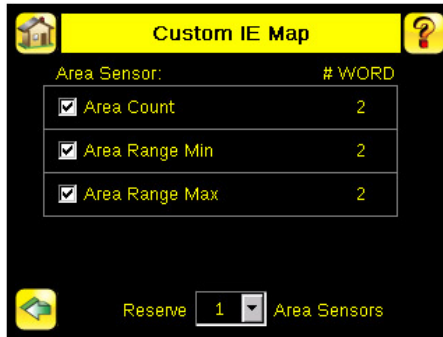 Custom IE Map
?
Area Sensor: # WORD
Area Count 2
Area Range Min 2
Area Range Max 2
Reserve 1 Area Sensors